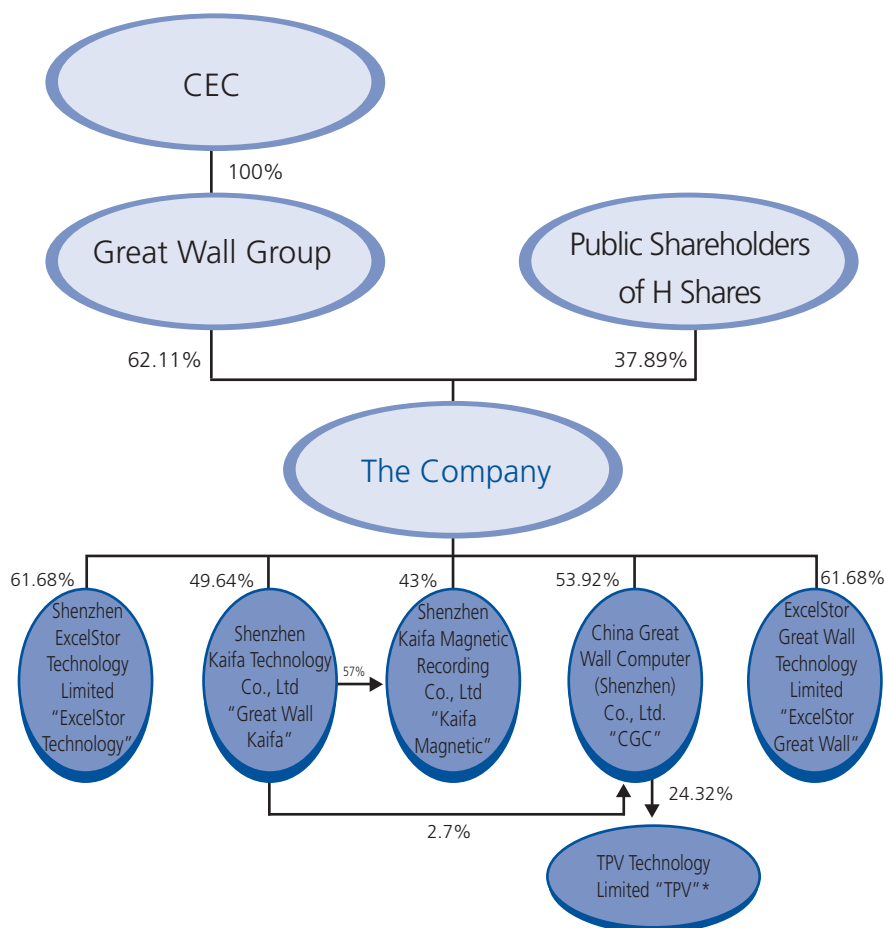 CEC
100%
Great Wall Group
Public Shareholders
of H Shares
62.11%
37.89%
The Company
61.68%
49.64%
43%
53.92%
61.68%
Shenzhen
ExcelStor
Technology
Limited
“ExcelStor
Technology”
Shenzhen
Kaifa Technology
Co., Ltd
“Great Wall
Kaifa”
57%
Shenzhen
Kaifa Magnetic
Recording
Co., Ltd
“Kaifa
Magnetic”
China Great
Wall Computer
(Shenzhen)
Co., Ltd.
“CGC”
ExcelStor
Great Wall
Technology
Limited
“ExcelStor
Great Wall”
2.7%
24.32%
TPV Technology
Limited “TPV”*